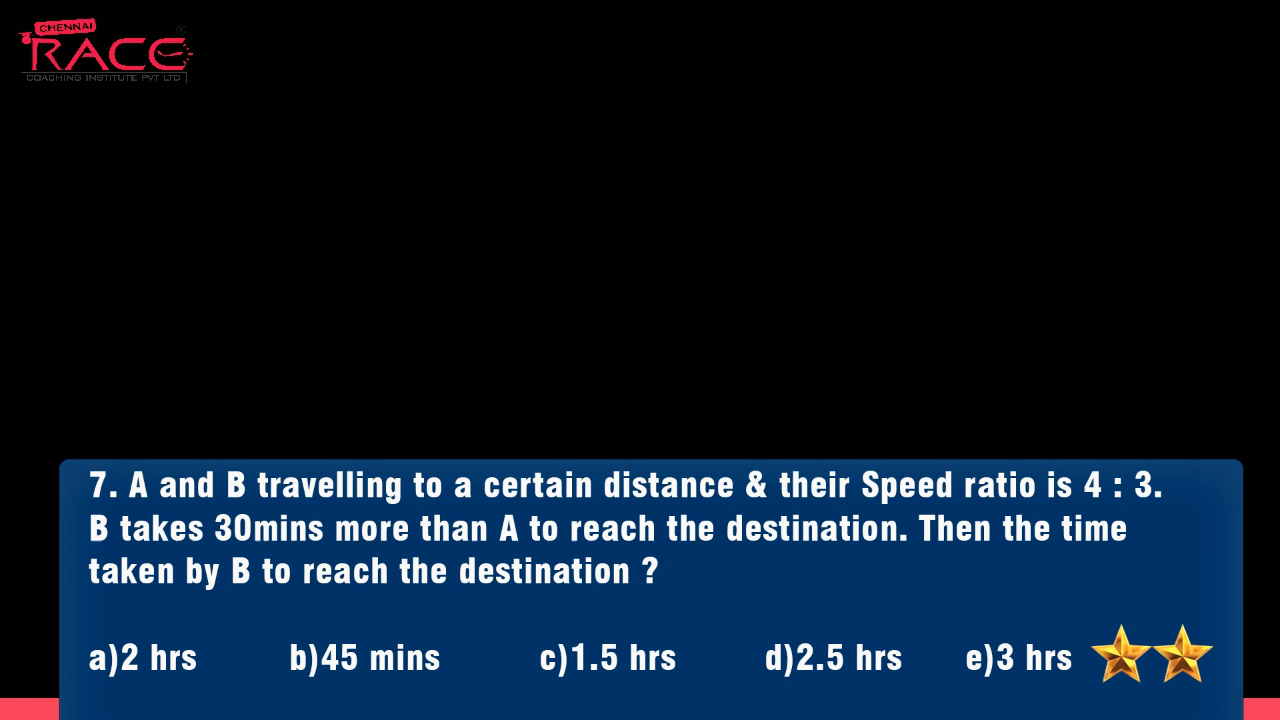 CHENNAI
RACE
COACHING INSTITUTE PVT LTD
7. A and B travelling to a certain distance & their Speed ratio is 4 : 3.
B takes 30mins more than A to reach the destination. Then the time
taken by B to reach the destination ?
a)2 hrs b)45 mins c)1.5 hrs d)2.5 hrs e)3 hrs